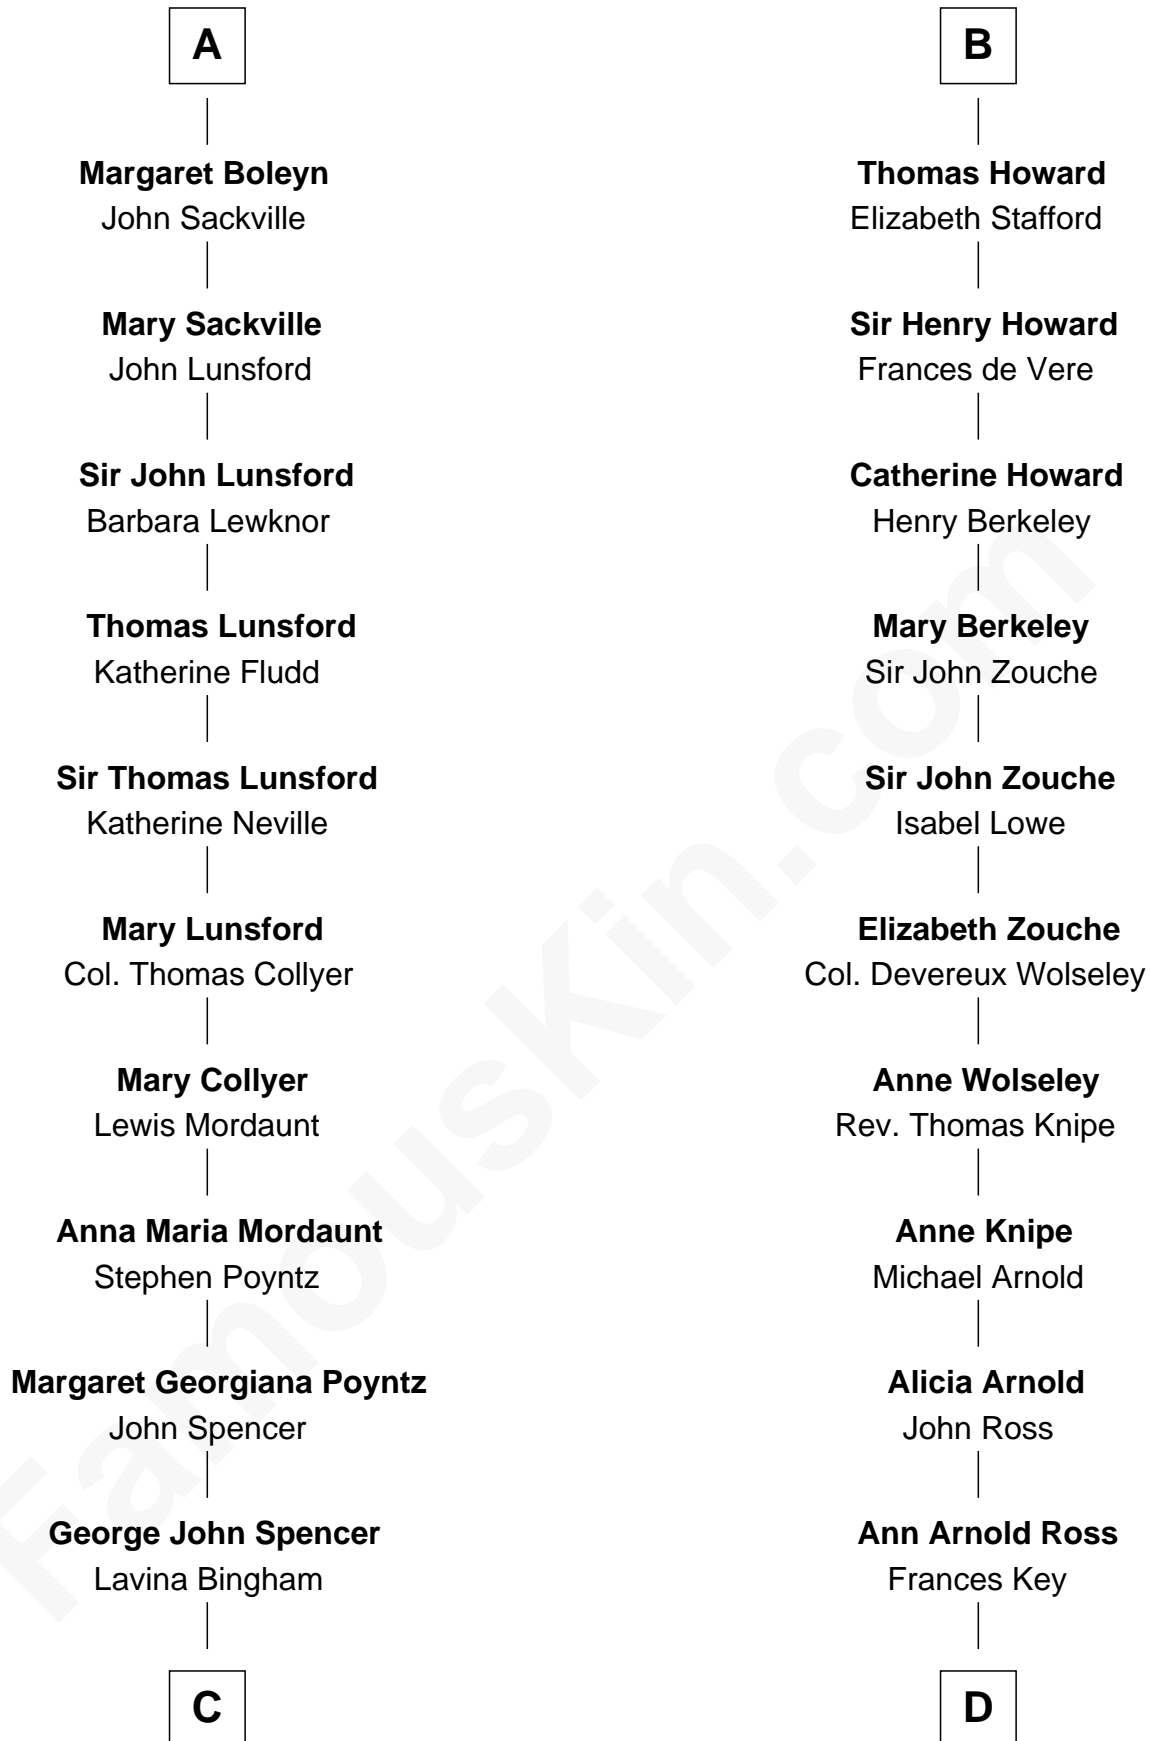 A
Margaret Boleyn
John Sackville
Mary Sackville
John Lunsford
Sir John Lunsford
Barbara Lewknor
Thomas Lunsford
Katherine Fludd
Sir Thomas Lunsford
Katherine Neville
Mary Lunsford
Col. Thomas Collyer
Mary Collyer
Lewis Mordaunt
Anna Maria Mordaunt
Stephen Poyntz
Margaret Georgiana Poyntz
John Spencer
George John Spencer
Lavina Bingham
C
B
Thomas Howard
Elizabeth Stafford
Sir Henry Howard
Frances de Vere
Catherine Howard
Henry Berkeley
Mary Berkeley
Sir John Zouche
Sir John Zouche
Isabel Lowe
Elizabeth Zouche
Col. Devereux Wolseley
Anne Wolseley
Rev. Thomas Knipe
Anne Knipe
Michael Arnold
Alicia Arnold
John Ross
Ann Arnold Ross
Frances Key
D
FamousKin.com